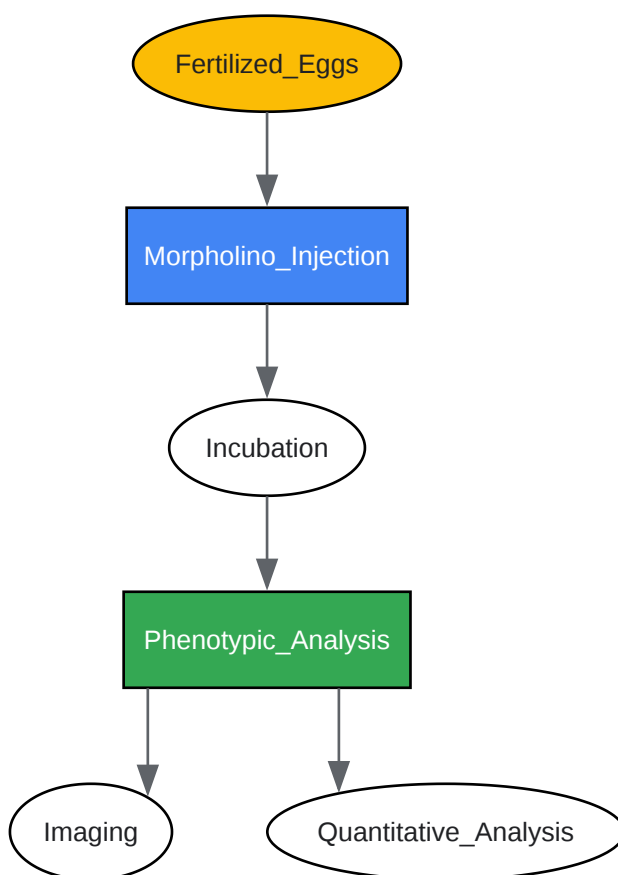 Fertilized_Eggs
Morpholino_Injection
Incubation
Phenotypic_Analysis
Imaging
Quantitative_Analysis